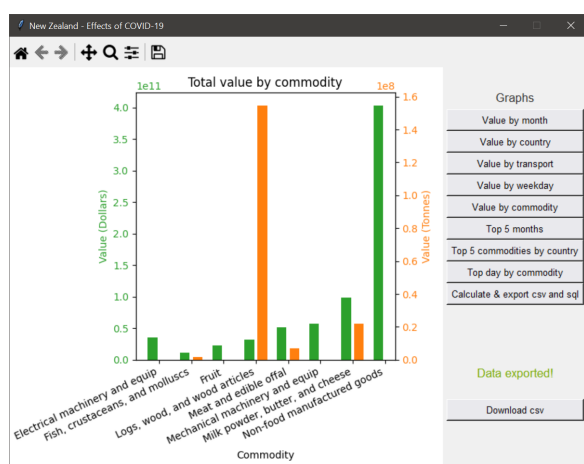 New Zealand - Effects of COVID-19
Total value by commodity
1e11
1e8
4.0
3.5
3.0
2.5
2.0
1.5
1.0
0.5
0.0
Value (Dollars)
1.6
1.4
1.2
1.0
0.8
0.6
0.4
0.2
0.0
Value (Tonnes)
Electrical machinery and equip
Fish, crustaceans, and molluscs
Fruit
Logs, wood, and wood articles
Meat and edible offal
Mechanical machinery and equip
Milk powder, butter, and cheese
Non-food manufactured goods
Commodity
Graphs
Value by month
Value by country
Value by transport
Value by weekday
Value by commodity
Top 5 months
Top 5 commodities by country
Top day by commodity
Calculate & export csv and sql
Data exported!
Download csv